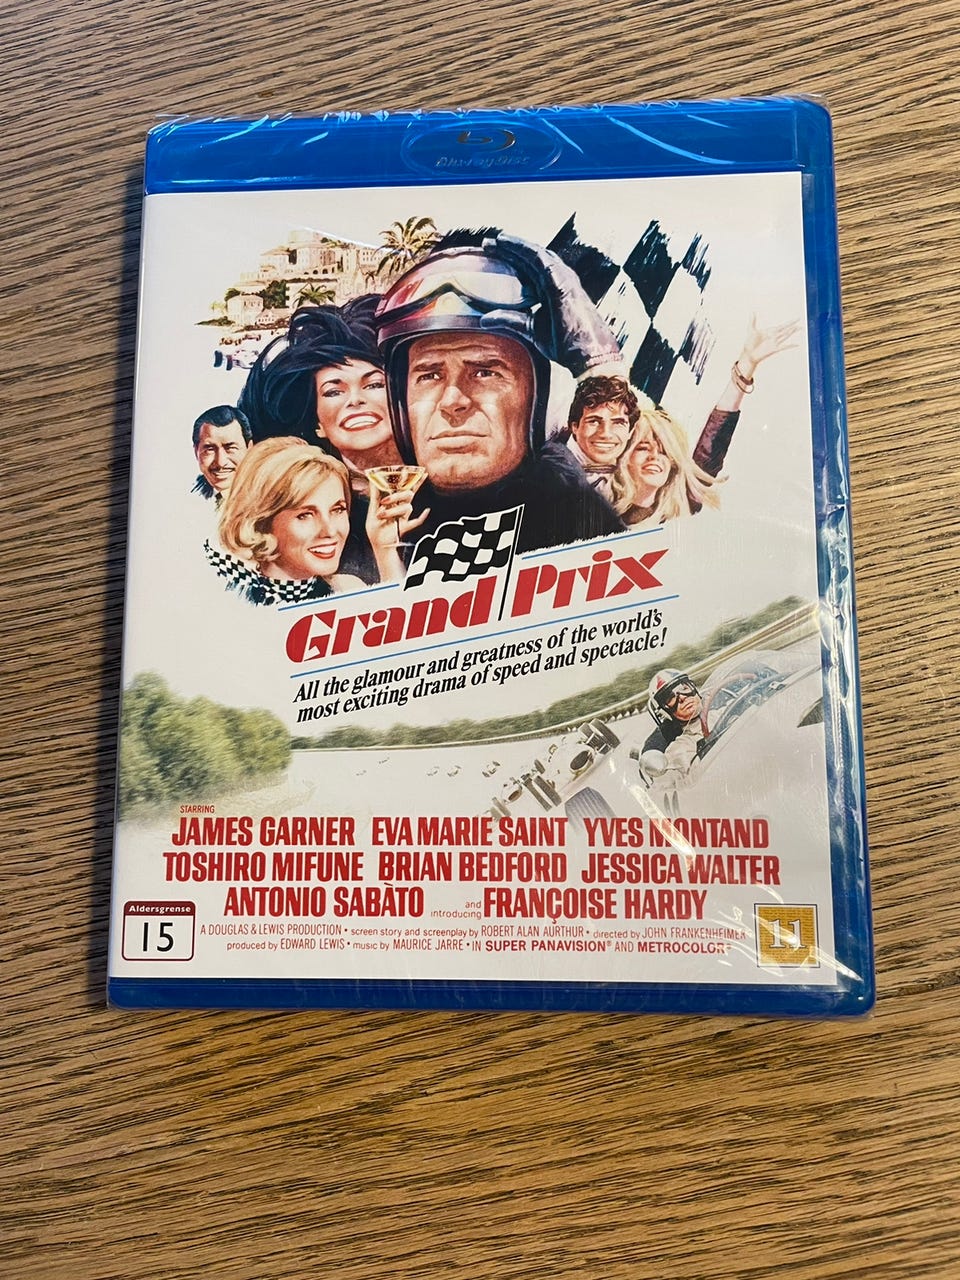 Blu-ray Disc
Grand Prix
All the glamour and greatness of the world's
most exciting drama of speed and spectacle!
STARRING
JAMES GARNER EVA MARIE SAINT YVES MONTAND
TOSHIRO MIFUNE BRIAN BEDFORD JESSICA WALTER
ANTONIO SABÀTO and introducing FRANÇOISE HARDY
A DOUGLAS & LEWIS PRODUCTION • screen story and screenplay by ROBERT ALAN AURTHUR • directed by JOHN FRANKENHEIMER
produced by EDWARD LEWIS • music by MAURICE JARRE • IN SUPER PANAVISION® AND METROCOLOR®
Aldersgrense
15
11